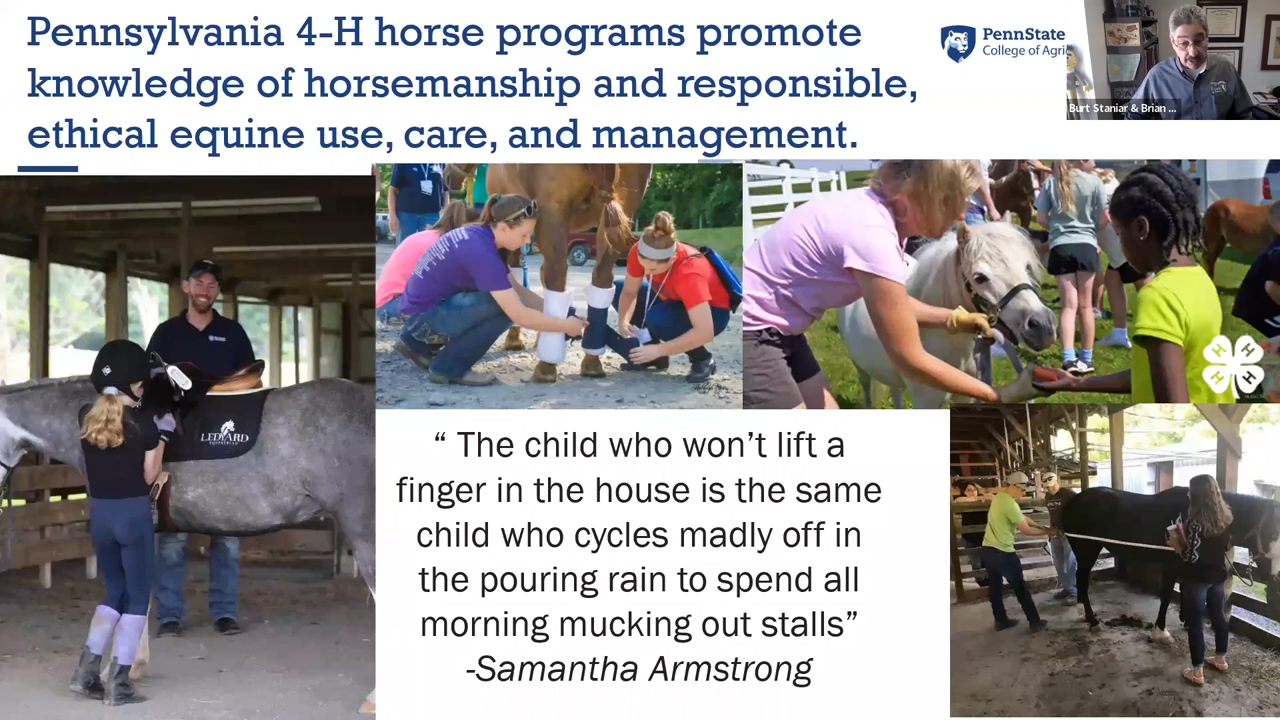 Pennsylvania 4-H horse programs promote
knowledge of horsemanship and responsible,
ethical equine use, care, and management.
PennState
College of Agric
Burt Staniar & Brian ...
LEDYARD
H H
H H
“ The child who won’t lift a
finger in the house is the same
child who cycles madly off in
the pouring rain to spend all
morning mucking out stalls”
-Samantha Armstrong